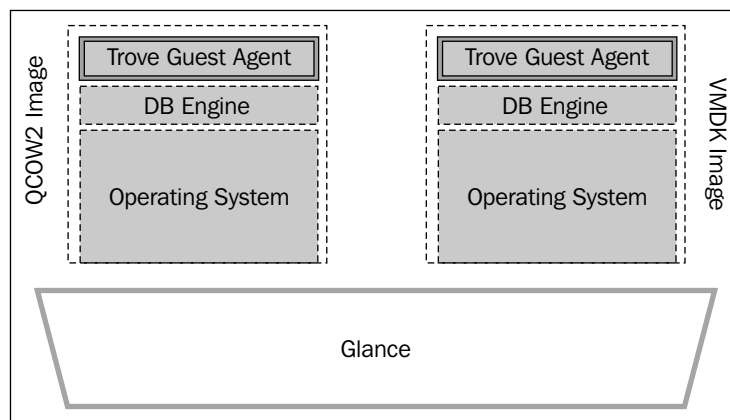 QCOW2 Image
Trove Guest Agent
DB Engine
Operating System
Trove Guest Agent
DB Engine
Operating System
VMDK Image
Glance